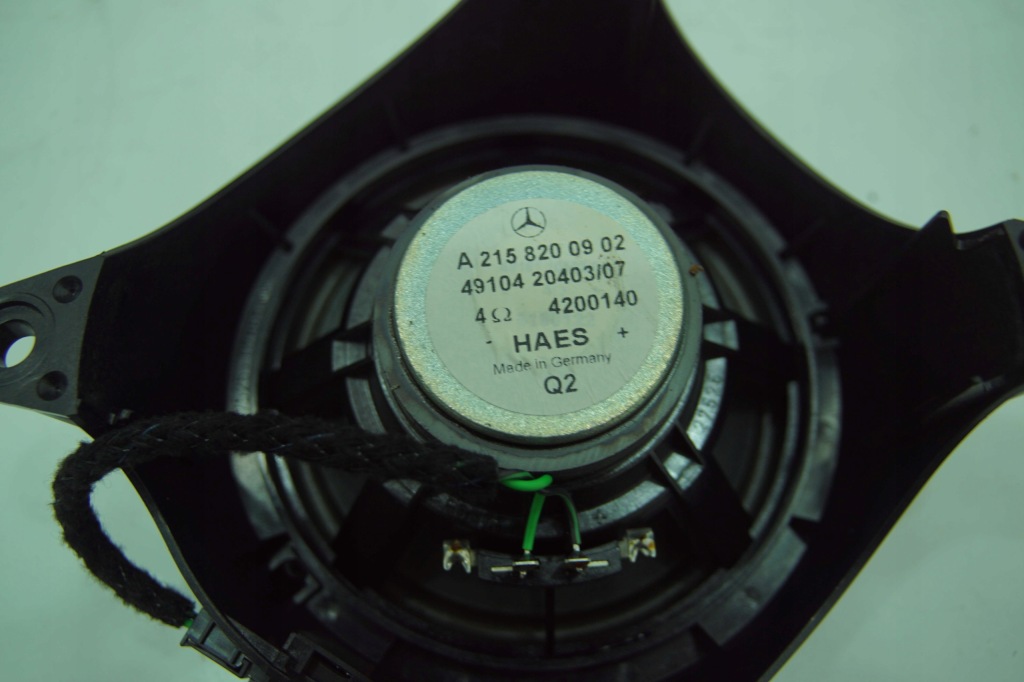 A 215 820 09 02
49104 20403/07
4Ω 4200140
- HAES +
Made in Germany
Q2